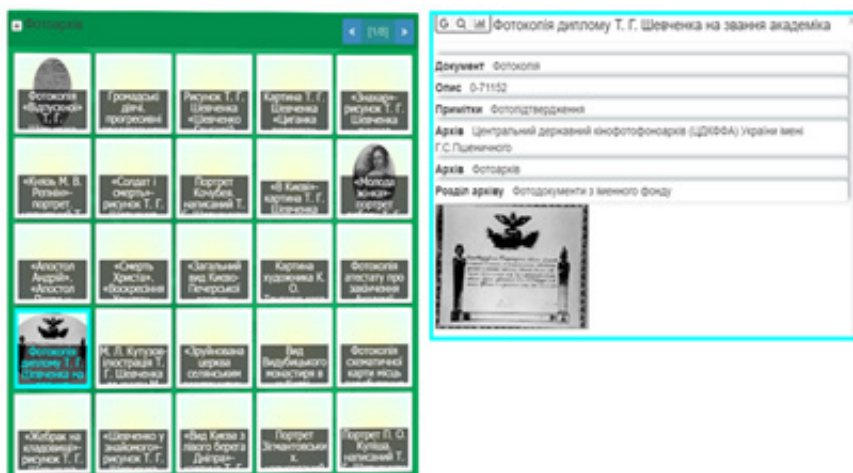 Фотоархів
[1/8]
Фотокопія
«Відпускної»
Т. Г.
Громадські
діячі,
прогресивні
Рисунок Т. Г.
Шевченка
«Шевченко
Картина Т. Г.
Шевченка
«Циганка
«Знахар»-
рисунок Т. Г.
Шевченка
«Князь М. В.
Репнін»-
портрет,
«Солдат і
смерть»-
рисунок Т. Г.
Портрет
Кочубея,
написаний Т.
«В Києві»-
картина Т. Г.
Шевченка
«Молода
жінка»-
портрет
«Апостол
Андрій».
«Апостол
«Смерть
Христа».
«Воскресіння
«Загальний
вид Києво-
Печерської
Картина
художника К.
О.
Фотокопія
атестату про
закінчення
Фотокопія
диплому Т. Г.
Шевченка на
М. Л. Кутузов-
ілюстрація Т.
Г. Шевченка
«Зруйнована
церква
селянським
Вид
Видубицького
монастиря в
Фотокопія
схематичної
карти місць
«Жебрак на
кладовищі»-
рисунок Т. Г.
«Шевченко у
знайомого»-
рисунок Т. Г.
«Вид Києва з
лівого берега
Дніпра»-
Портрет
Зігмантовськи
х,
Портрет П. О.
Куліша,
написаний Т.
G
Фотокопія диплому Т. Г. Шевченка на звання академіка
Документ Фотокопія
Опис 0-71152
Примітки Фотопідтвердження
Архів Центральний державний кінофотофоноархів (ЦДКФФА) України імені
Г.С.Пшеничного
Архів Фотоархів
Розділ архіву Фотодокументи з іменного фонду